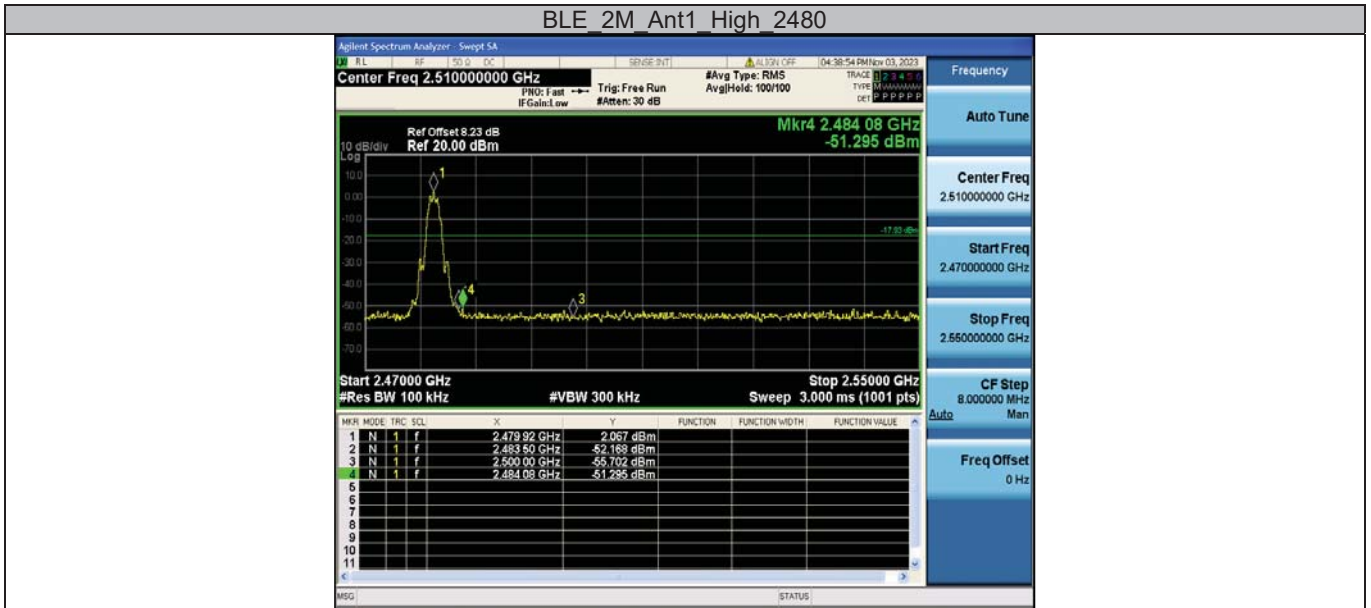 BLE_2M_Ant1_High_2480
Agilent Spectrum Analyzer - Swept SA
RL RF 50 Ω DC SENSE:INT ALIGN OFF 04:38:54 PM Nov 03, 2023
Center Freq 2.510000000 GHz
PNO: Fast
IFGain:Low
Trig: Free Run
#Atten: 30 dB
#Avg Type: RMS
Avg|Hold: 100/100
TRACE 1 2 3 4 5 6
TYPE M
DET P P P P P P
Mkr4 2.484 08 GHz
-51.295 dBm
Ref Offset 8.23 dB
Ref 20.00 dBm
10 dB/div
Log
10.0
0.00
-10.0
-20.0
-30.0
-40.0
-50.0
-60.0
-70.0
1
4
3
-17.93 dBm
Start 2.47000 GHz Stop 2.55000 GHz
#Res BW 100 kHz #VBW 300 kHz Sweep 3.000 ms (1001 pts)
MKR MODE TRC SCL X Y FUNCTION FUNCTION WIDTH FUNCTION VALUE
1 N 1 f 2.479 92 GHz 2.067 dBm
2 N 1 f 2.483 50 GHz -52.168 dBm
3 N 1 f 2.500 00 GHz -55.702 dBm
4 N 1 f 2.484 08 GHz -51.295 dBm
5
6
7
8
9
10
11
MSG STATUS
Frequency
Auto Tune
Center Freq
2.510000000 GHz
Start Freq
2.470000000 GHz
Stop Freq
2.550000000 GHz
CF Step
8.000000 MHz
Auto Man
Freq Offset
0 Hz